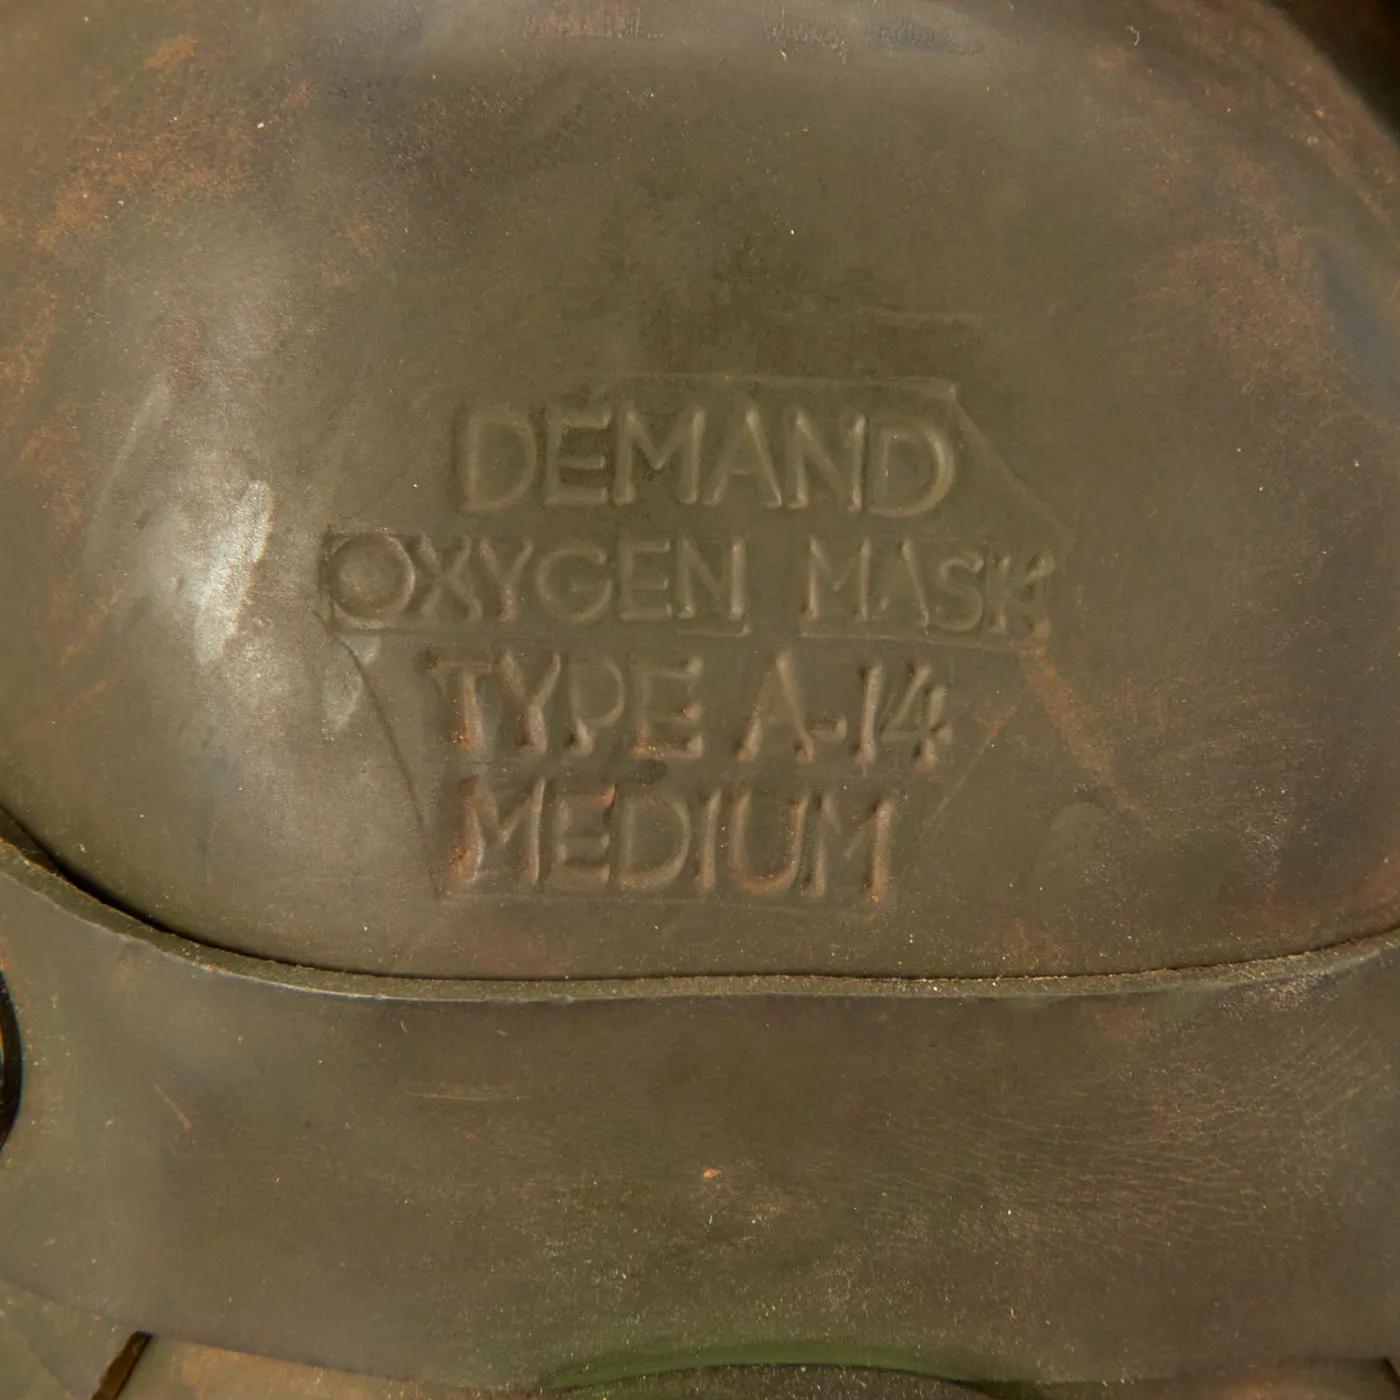 DEMAND
OXYGEN MASK
TYPE A-14
MEDIUM